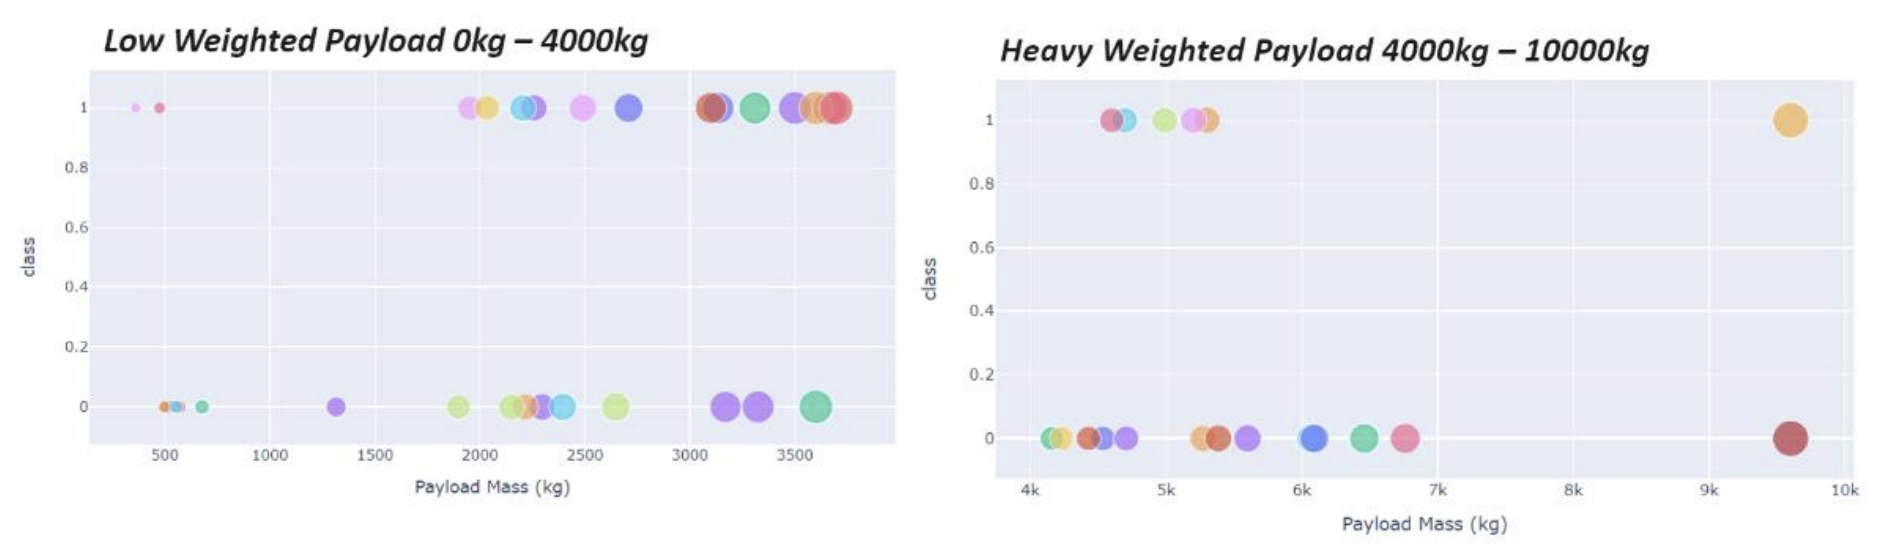 Low Weighted Payload 0kg – 4000kg
1
0.8
0.6
0.4
0.2
0
class
500 1000 1500 2000 2500 3000 3500
Payload Mass (kg)
Heavy Weighted Payload 4000kg – 10000kg
1
0.8
0.6
0.4
0.2
0
class
4k 5k 6k 7k 8k 9k 10k
Payload Mass (kg)